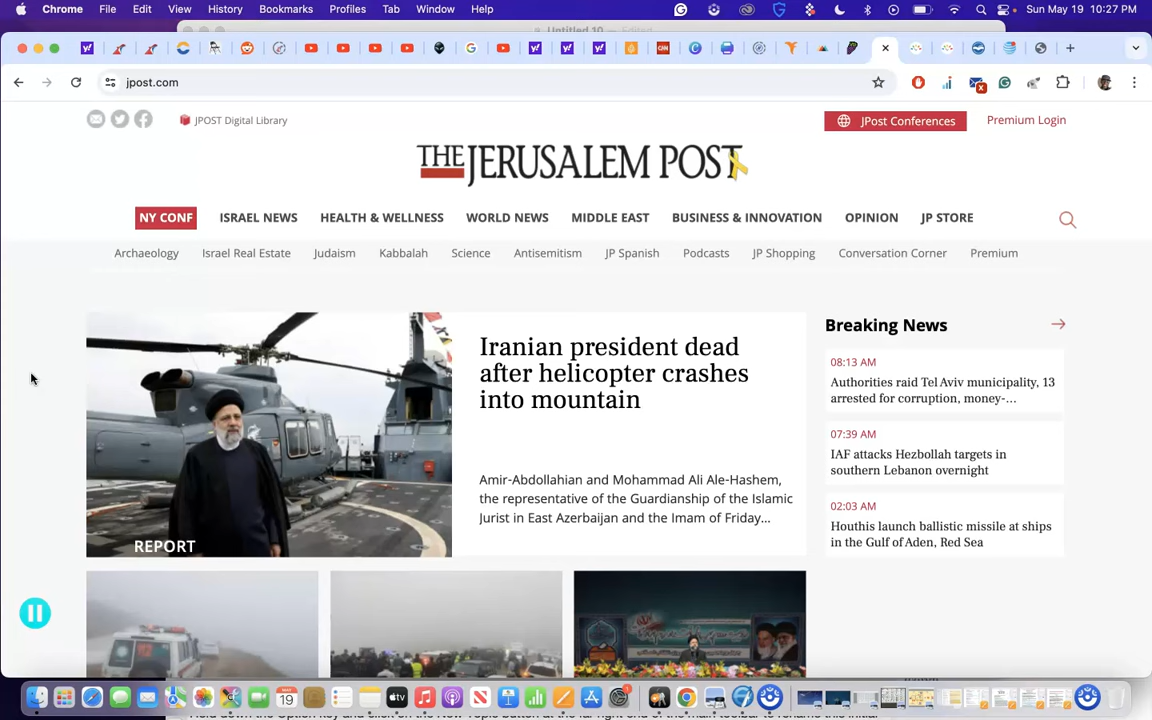 Chrome File Edit View History Bookmarks Profiles Tab Window Help Sun May 19 10:27 PM
Untitled 10
jpost.com
JPOST Digital Library JPost Conferences Premium Login
THE JERUSALEM POST
NY CONF ISRAEL NEWS HEALTH & WELLNESS WORLD NEWS MIDDLE EAST BUSINESS & INNOVATION OPINION JP STORE
Archaeology Israel Real Estate Judaism Kabbalah Science Antisemitism JP Spanish Podcasts JP Shopping Conversation Corner Premium
Iranian president dead
after helicopter crashes
into mountain
Amir-Abdollahian and Mohammad Ali Ale-Hashem,
the representative of the Guardianship of the Islamic
Jurist in East Azerbaijan and the Imam of Friday...
REPORT
Breaking News
08:13 AM
Authorities raid Tel Aviv municipality, 13
arrested for corruption, money-...
07:39 AM
IAF attacks Hezbollah targets in
southern Lebanon overnight
02:03 AM
Houthis launch ballistic missile at ships
in the Gulf of Aden, Red Sea